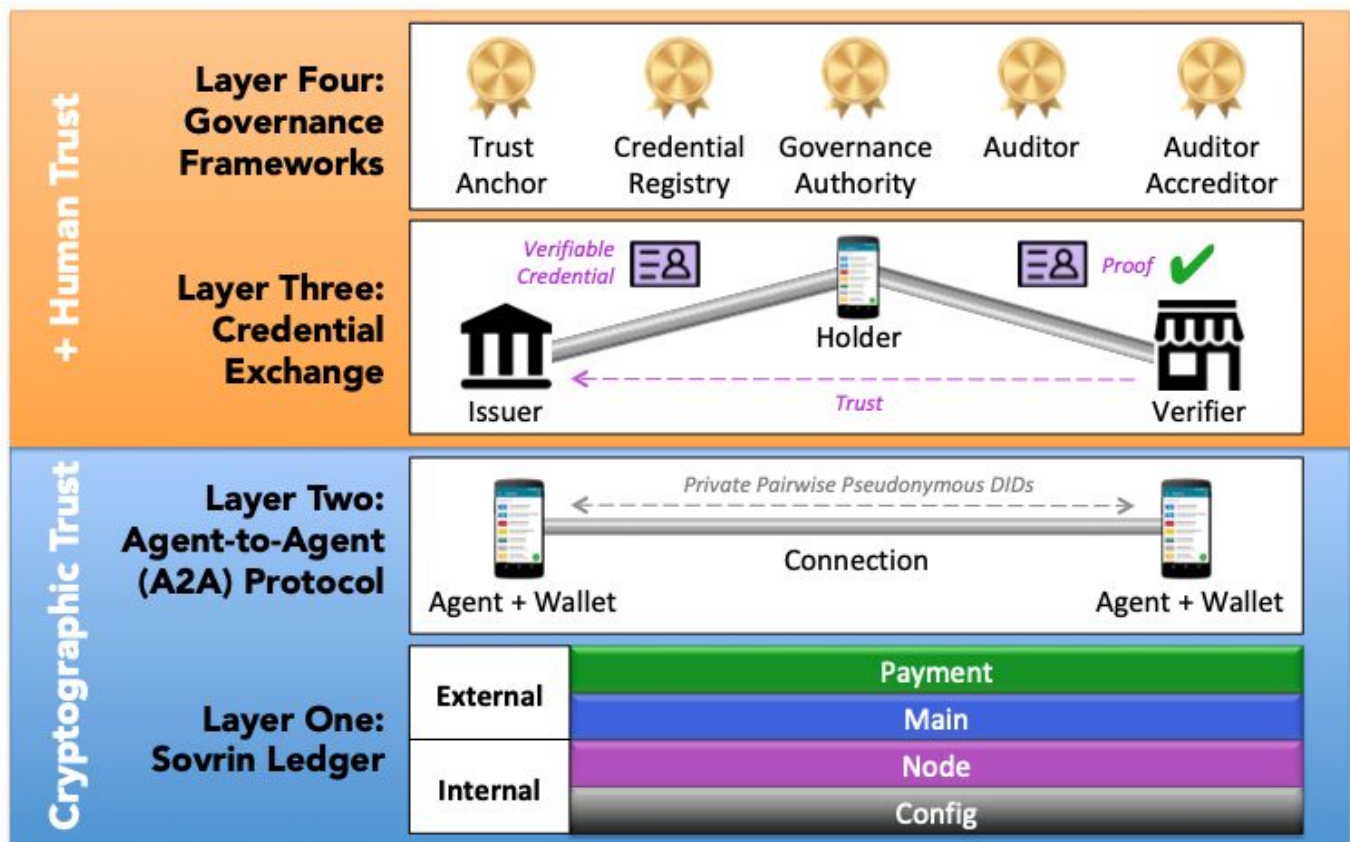 + Human Trust
Layer Four:
Governance
Frameworks
Trust
Anchor
Credential
Registry
Governance
Authority
Auditor
Auditor
Accreditor
Layer Three:
Credential
Exchange
Verifiable
Credential
Proof
Holder
Issuer
Trust
Verifier
Cryptographic Trust
Layer Two:
Agent-to-Agent
(A2A) Protocol
Private Pairwise Pseudonymous DIDs
Connection
Agent + Wallet
Agent + Wallet
Layer One:
Sovrin Ledger
External
Payment
Main
Internal
Node
Config